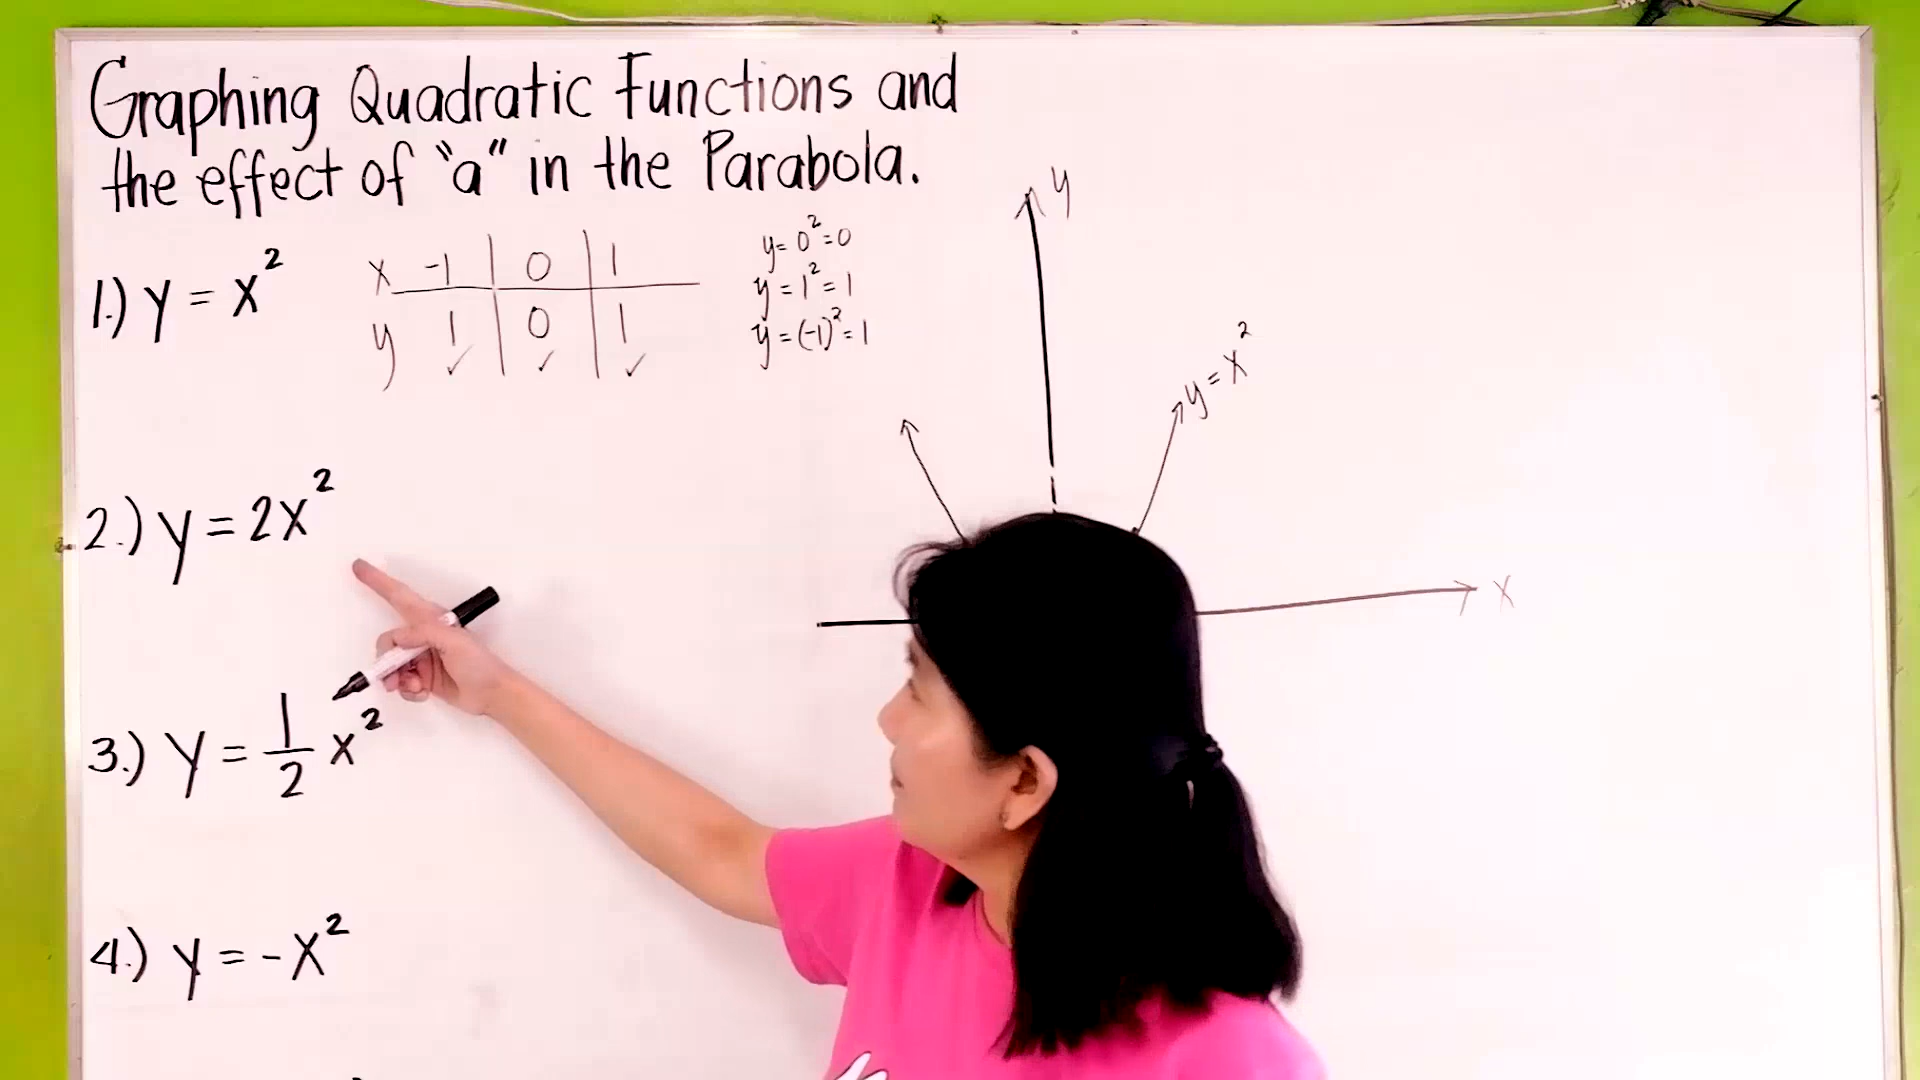 Graphing Quadratic Functions and
the effect of "a" in the Parabola.
1.) y = x²
x -1 0 1
y 1 0 1
y = 0² = 0
y = 1² = 1
y = (-1)² = 1
y
y = x²
x
2.) y = 2x²
3.) y = 1/2 x²
4.) y = -x²